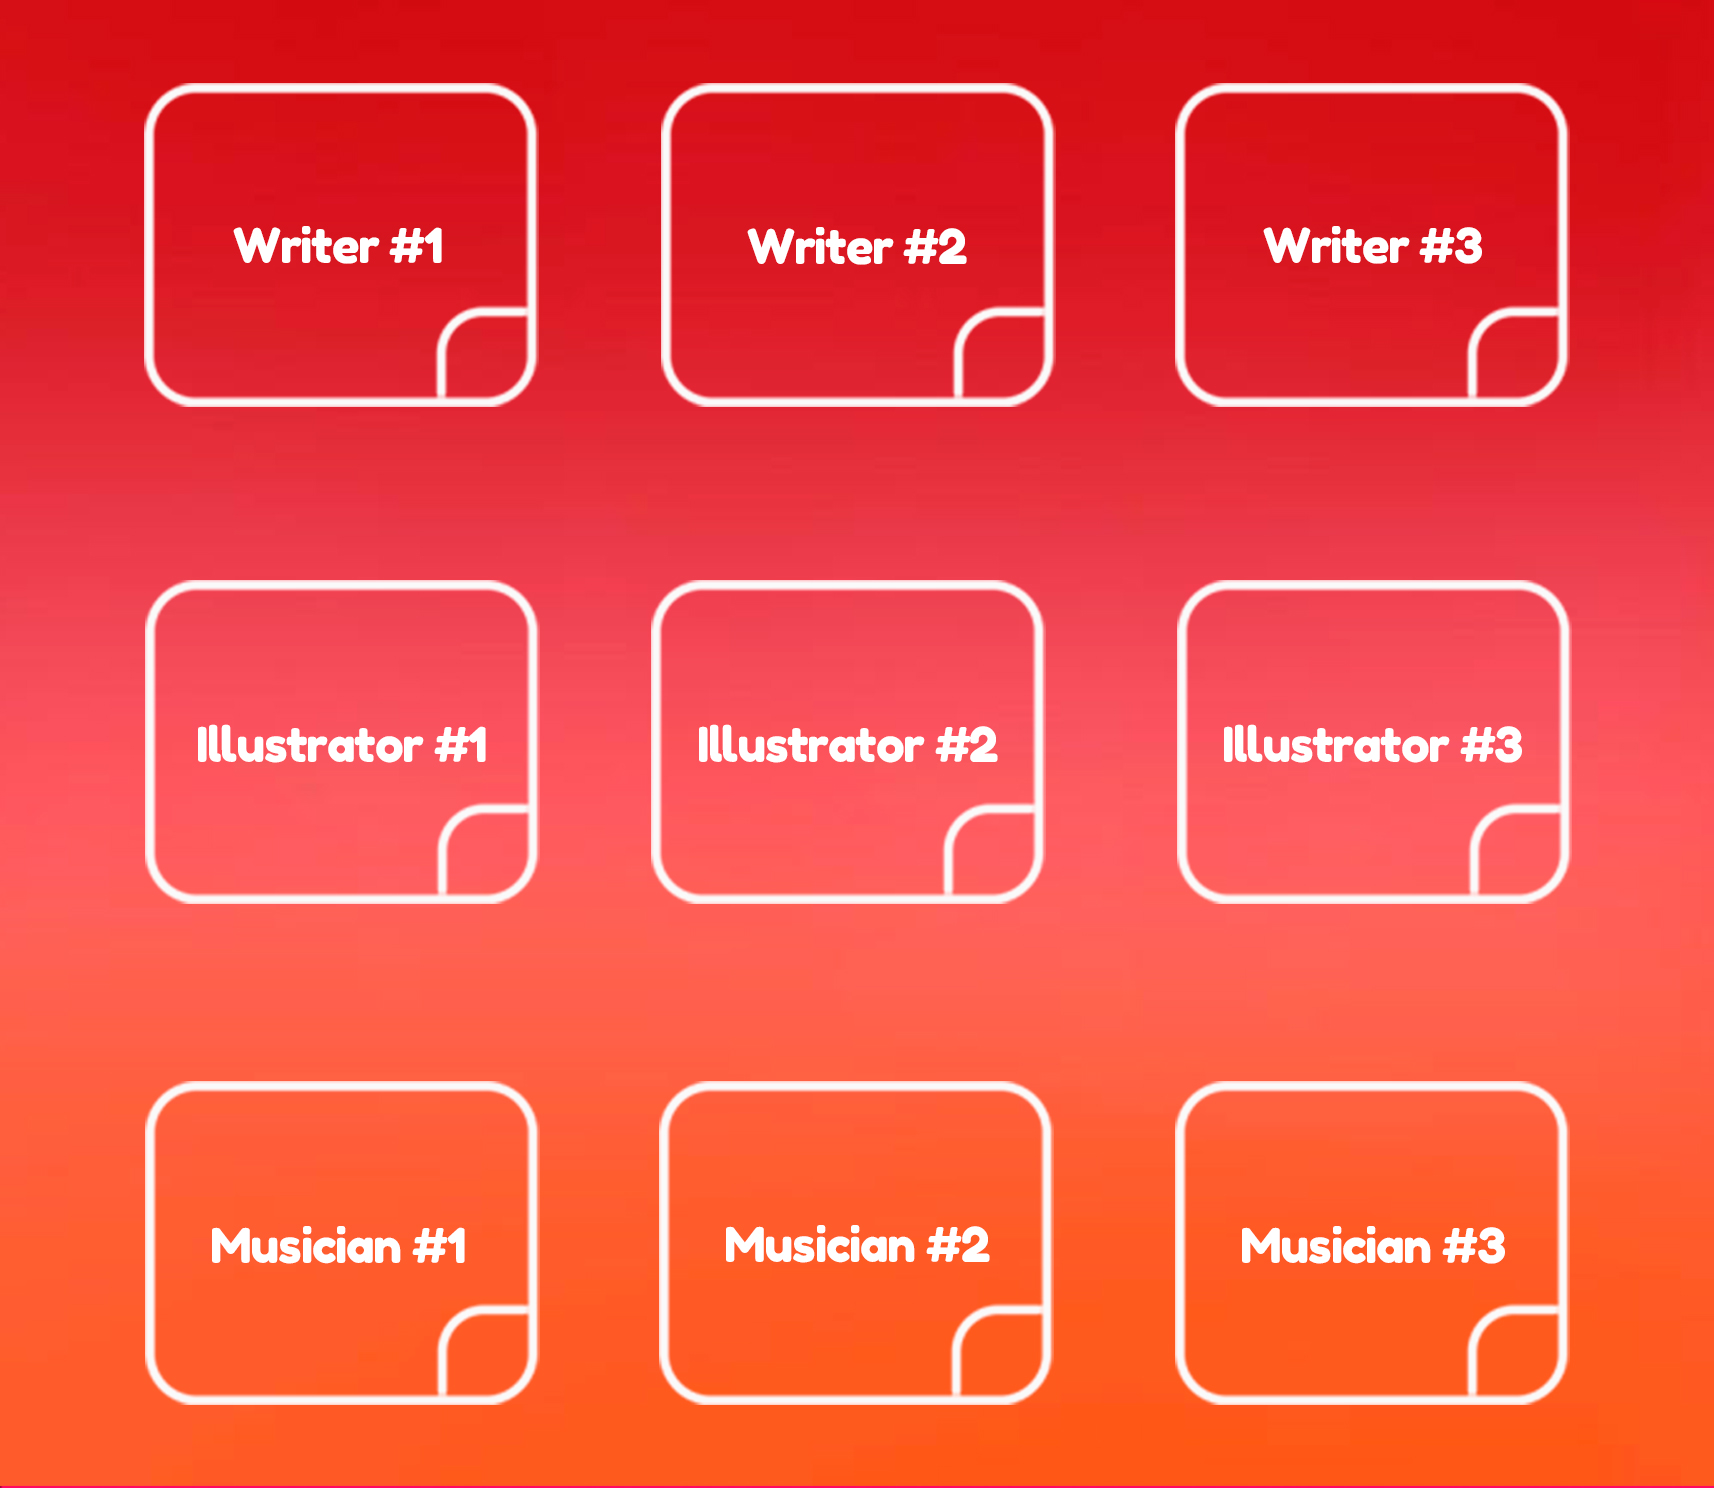 Writer #1
Writer #2
Writer #3
Illustrator #1
Illustrator #2
Illustrator #3
Musician #1
Musician #2
Musician #3